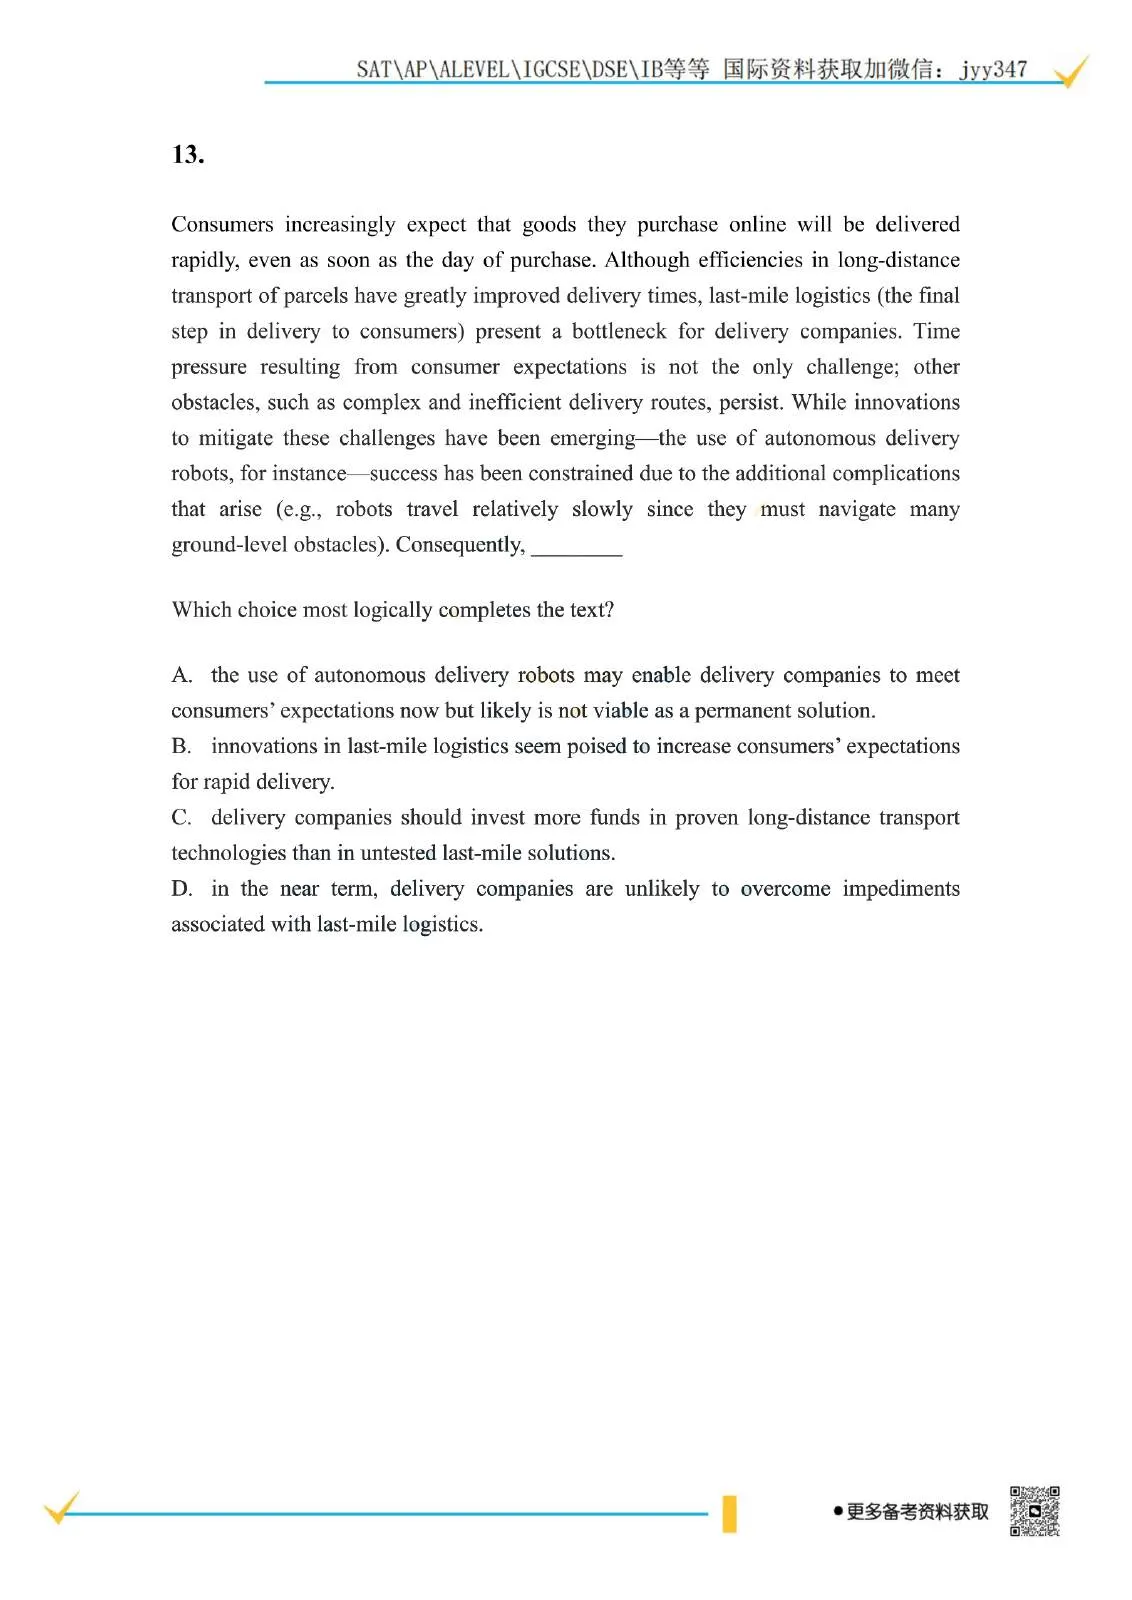 SAT\AP\ALEVEL\IGCSE\DSE\IB等等 国际资料获取加微信：jyy347
13.
Consumers increasingly expect that goods they purchase online will be delivered
rapidly, even as soon as the day of purchase. Although efficiencies in long-distance
transport of parcels have greatly improved delivery times, last-mile logistics (the final
step in delivery to consumers) present a bottleneck for delivery companies. Time
pressure resulting from consumer expectations is not the only challenge; other
obstacles, such as complex and inefficient delivery routes, persist. While innovations
to mitigate these challenges have been emerging—the use of autonomous delivery
robots, for instance—success has been constrained due to the additional complications
that arise (e.g., robots travel relatively slowly since they must navigate many
ground-level obstacles). Consequently, ________
Which choice most logically completes the text?
A. the use of autonomous delivery robots may enable delivery companies to meet
consumers’ expectations now but likely is not viable as a permanent solution.
B. innovations in last-mile logistics seem poised to increase consumers’ expectations
for rapid delivery.
C. delivery companies should invest more funds in proven long-distance transport
technologies than in untested last-mile solutions.
D. in the near term, delivery companies are unlikely to overcome impediments
associated with last-mile logistics.
•更多备考资料获取